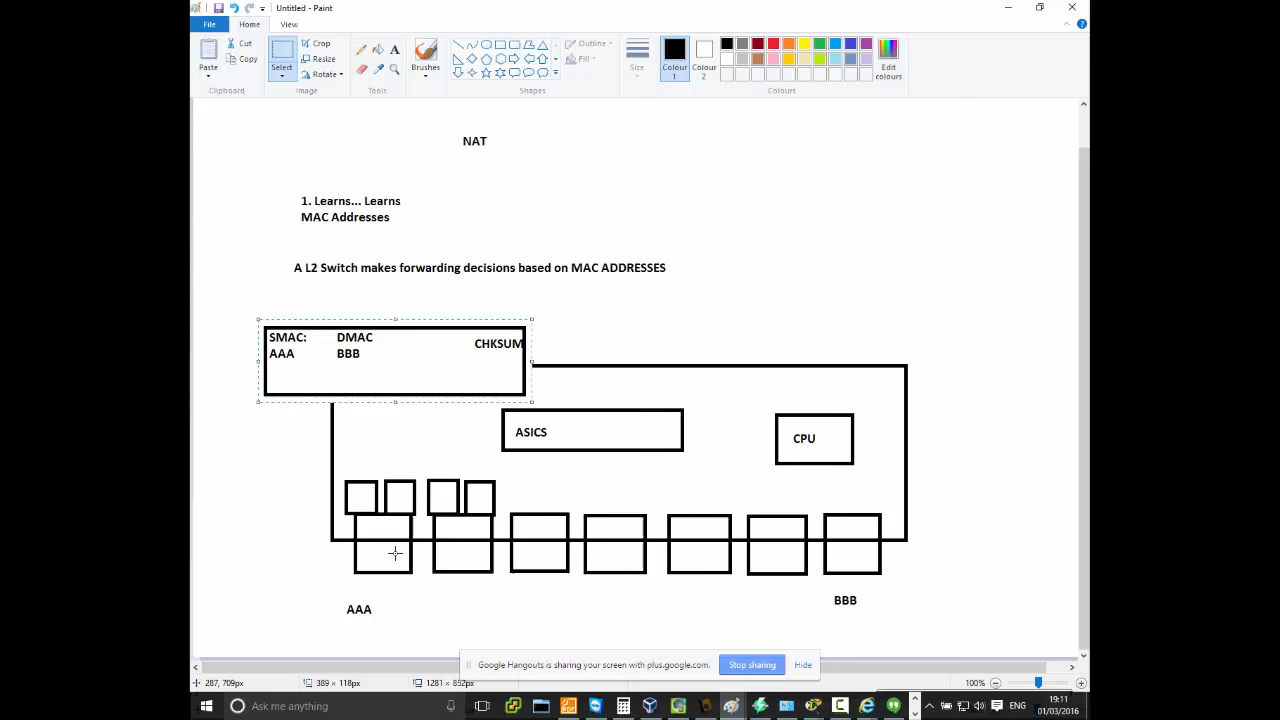 Untitled - Paint
File
Home
View
Paste
Cut
Copy
Clipboard
Select
Crop
Resize
Rotate
Image
A
Tools
Brushes
Outline
Fill
Shapes
Size
Colour
1
Colour
2
Edit
colours
Colours
NAT
1. Learns... Learns
MAC Addresses
A L2 Switch makes forwarding decisions based on MAC ADDRESSES
SMAC: DMAC CHKSUM
AAA BBB
ASICS
CPU
AAA
BBB
Google Hangouts is sharing your screen with plus.google.com. Stop sharing Hide
287, 709px 389 × 118px 1281 × 852px 100%
Ask me anything
ENG
19:11
01/03/2016